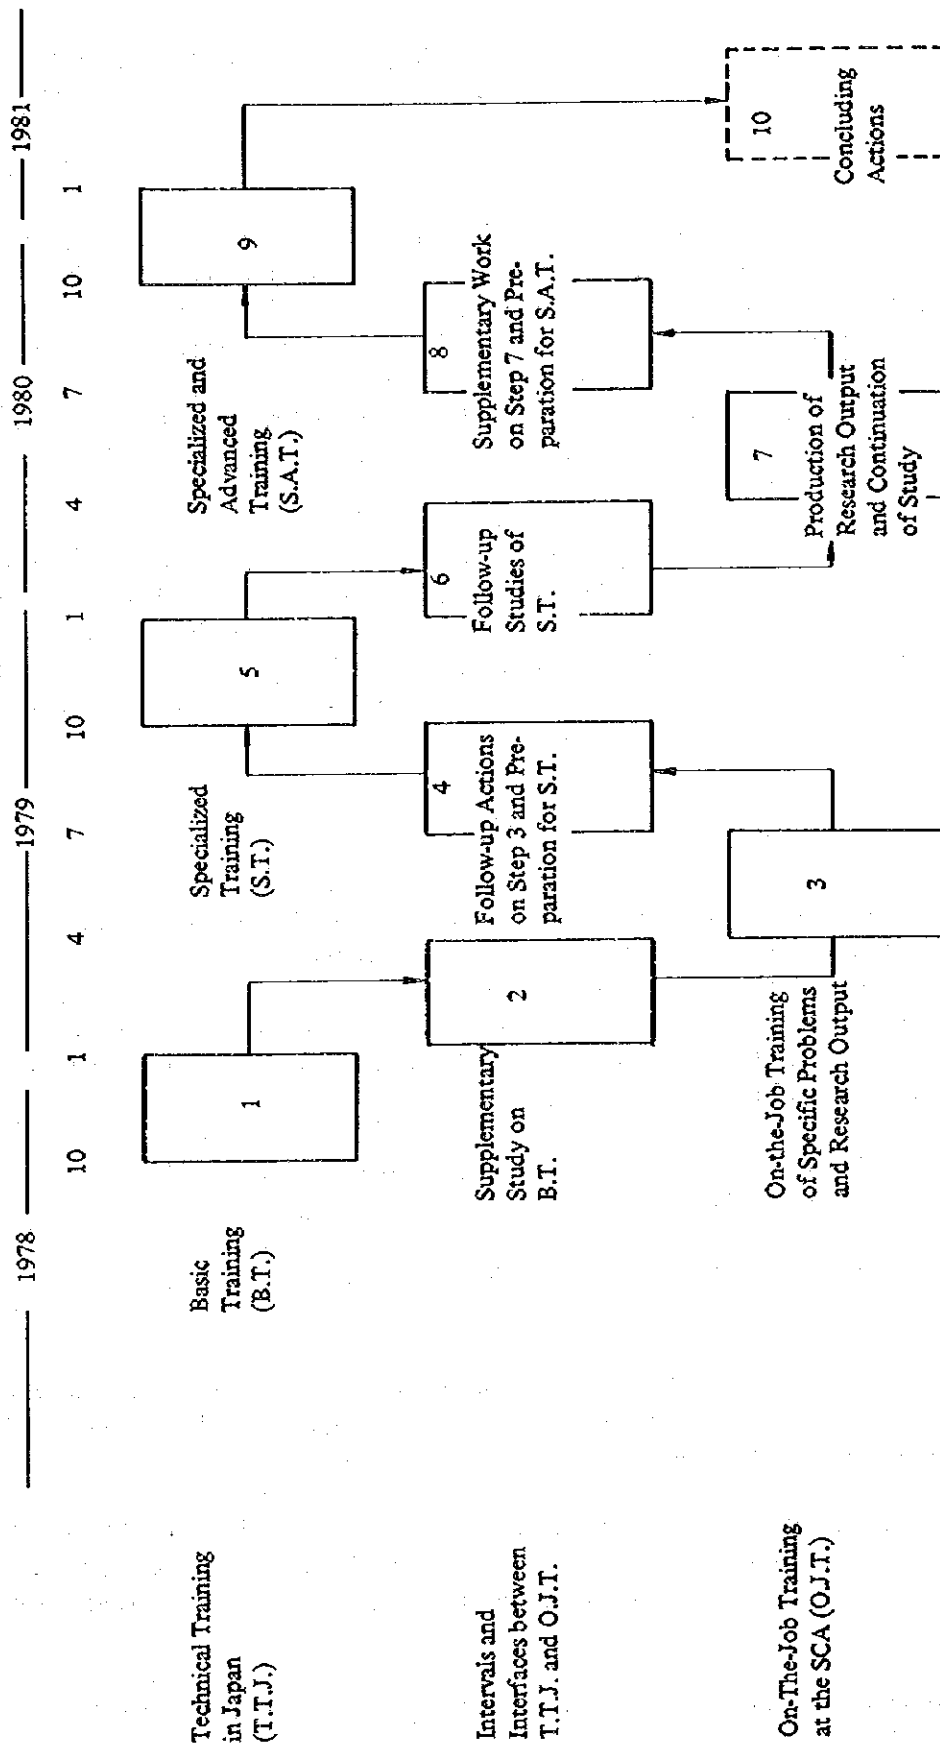 1978
1979
1980
1981
10
1
4
7
10
1
4
7
10
1
Technical Training
in Japan
(T.T.J.)
Basic
Training
(B.T.)
1
Specialized
Training
(S.T.)
5
Specialized and
Advanced
Training
(S.A.T.)
9
Intervals and
Interfaces between
T.T.J. and O.J.T.
Supplementary
Study on
B.T.
2
4
Follow-up Actions
on Step 3 and Pre-
paration for S.T.
6
Follow-up
Studies of
S.T.
8
Supplementary Work
on Step 7 and Pre-
paration for S.A.T.
On-The-Job Training
at the SCA (O.J.T.)
On-the-Job Training
of Specific Problems
and Research Output
3
7
Production of
Research Output
and Continuation
of Study
10
Concluding
Actions